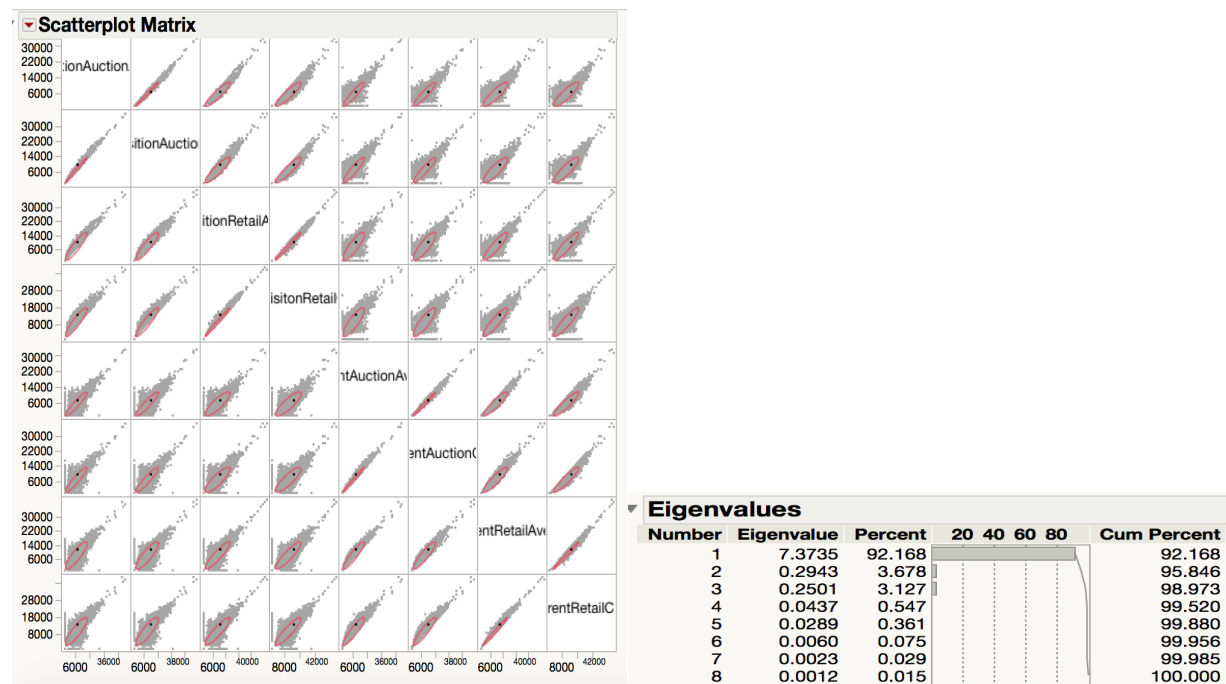 Scatterplot Matrix
30000
22000
14000
6000
ionAuction
30000
22000
14000
6000
itionAuctio
30000
22000
14000
6000
itionRetailA
28000
18000
8000
isitonRetail
30000
22000
14000
6000
ntAuctionAv
30000
22000
14000
6000
entAuctionC
30000
22000
14000
6000
entRetailAve
28000
18000
8000
rentRetailC
6000 36000 6000 38000 6000 40000 8000 42000 6000 36000 6000 38000 6000 40000 8000 42000
Eigenvalues
Number Eigenvalue Percent 20 40 60 80 Cum Percent
1 7.3735 92.168 92.168
2 0.2943 3.678 95.846
3 0.2501 3.127 98.973
4 0.0437 0.547 99.520
5 0.0289 0.361 99.880
6 0.0060 0.075 99.956
7 0.0023 0.029 99.985
8 0.0012 0.015 100.000